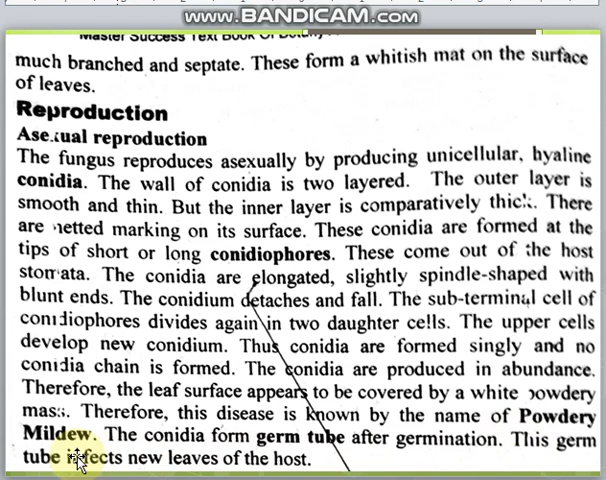 www.BANDICAM.com
Master Success Text Book Of
much branched and septate. These form a whitish mat on the surface
of leaves.
Reproduction
Asexual reproduction
The fungus reproduces asexually by producing unicellular, hyaline
conidia. The wall of conidia is two layered. The outer layer is
smooth and thin. But the inner layer is comparatively thick. There
are netted marking on its surface. These conidia are formed at the
tips of short or long conidiophores. These come out of the host
stomata. The conidia are elongated, slightly spindle-shaped with
blunt ends. The conidium detaches and fall. The sub-terminal cell of
conidiophores divides again in two daughter cells. The upper cells
develop new conidium. Thus conidia are formed singly and no
conidia chain is formed. The conidia are produced in abundance.
Therefore, the leaf surface appears to be covered by a white powdery
mass. Therefore, this disease is known by the name of Powdery
Mildew. The conidia form germ tube after germination. This germ
tube infects new leaves of the host.